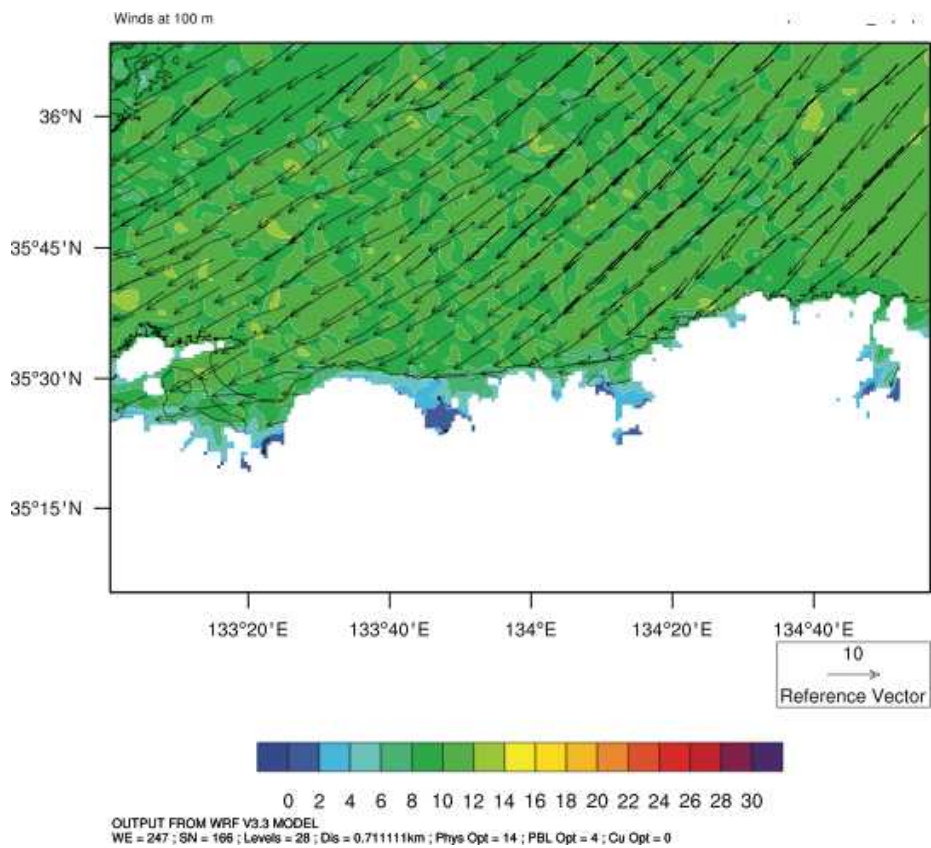 Winds at 100 m
36°N
35°45'N
35°30'N
35°15'N
133°20'E 133°40'E 134°E 134°20'E 134°40'E
10
Reference Vector
0 2 4 6 8 10 12 14 16 18 20 22 24 26 28 30
OUTPUT FROM WRF V3.3 MODEL
WE = 247 ; SN = 166 ; Levels = 28 ; Dis = 0.711111km ; Phys Opt = 14 ; PBL Opt = 4 ; Cu Opt = 0